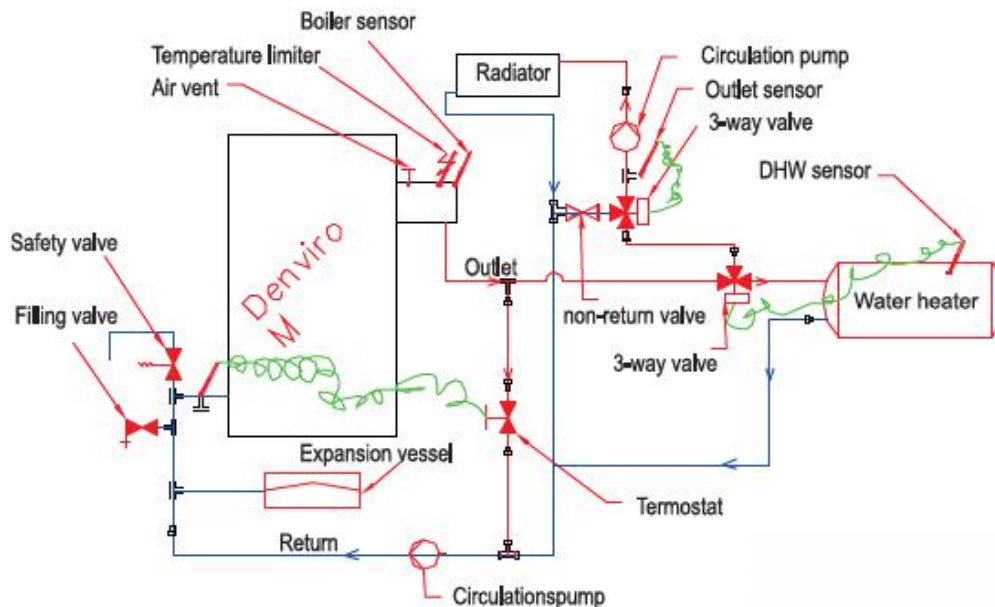 Boiler sensor
Temperature limiter
Air vent
Radiator
Circulation pump
Outlet sensor
3-way valve
DHW sensor
Safety valve
Filling valve
Denviro
M
Outlet
non-return valve
3-way valve
Water heater
Expansion vessel
Termostat
Return
Circulationspump